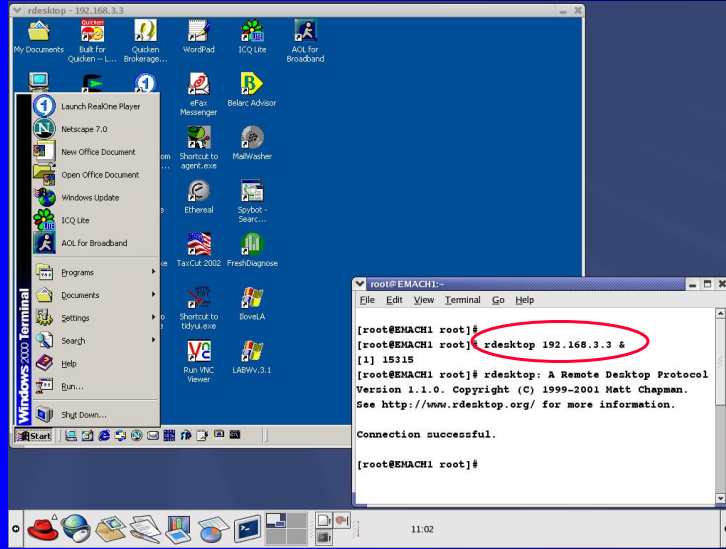 rdesktop - 192.168.3.3
Quicken
My Documents
Built for
Quicken -- L...
Quicken
Brokerage...
WordPad
ICQ Lite
AOL for
Broadband
eFax
Messenger
Belarc Advisor
Launch RealOne Player
Netscape 7.0
New Office Document
Open Office Document
Windows Update
ICQ Lite
AOL for Broadband
Programs
Documents
Settings
Search
Help
Run...
Shut Down...
Windows 2000 Terminal
om
Shortcut to
agent.exe
MailWasher
Ethereal
Spybot -
Searc...
TaxCut 2002
FreshDiagnose
Shortcut to
tidyui.exe
IloveLA
Run VNC
Viewer
LABWv.3.1
Start
root@EMACH1:~
File Edit View Terminal Go Help
[root@EMACH1 root]#
[root@EMACH1 root]# rdesktop 192.168.3.3 &
[1] 15315
[root@EMACH1 root]# rdesktop: A Remote Desktop Protocol
Version 1.1.0. Copyright (C) 1999-2001 Matt Chapman.
See http://www.rdesktop.org/ for more information.
Connection successful.
[root@EMACH1 root]#
11:02